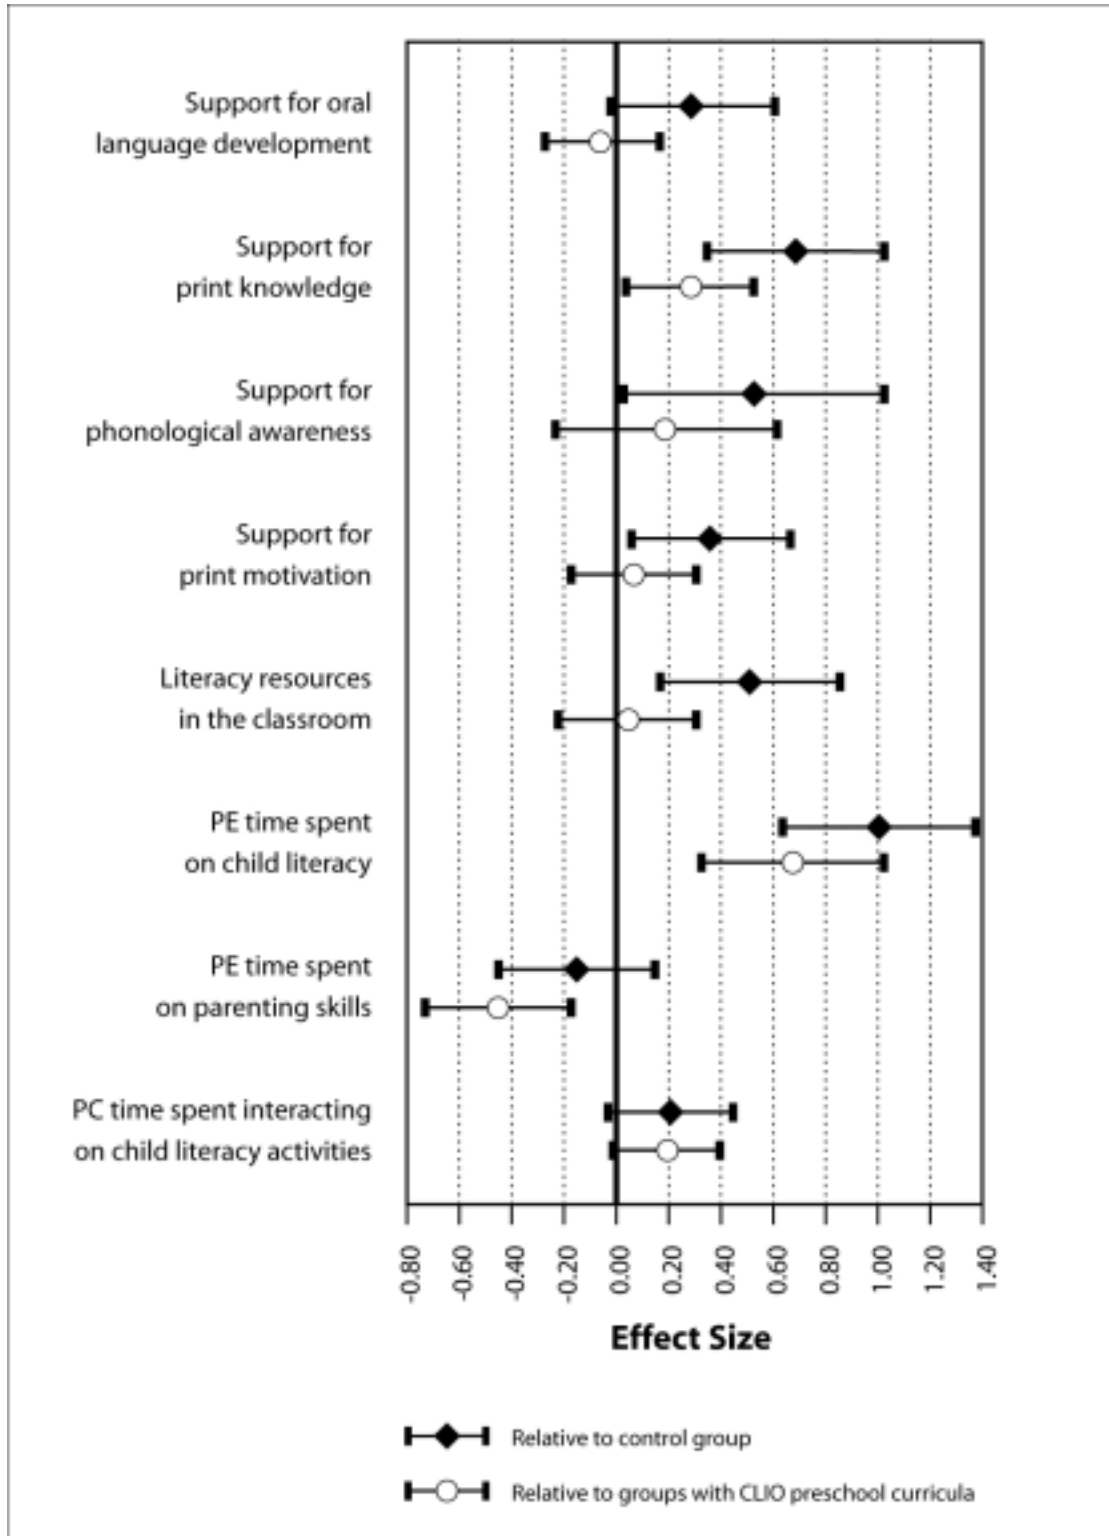 Support for oral
language development
Support for
print knowledge
Support for
phonological awareness
Support for
print motivation
Literacy resources
in the classroom
PE time spent
on child literacy
PE time spent
on parenting skills
PC time spent interacting
on child literacy activities
-0.80 -0.60 -0.40 -0.20 0.00 0.20 0.40 0.60 0.80 1.00 1.20 1.40
Effect Size
Relative to control group
Relative to groups with CLIO preschool curricula